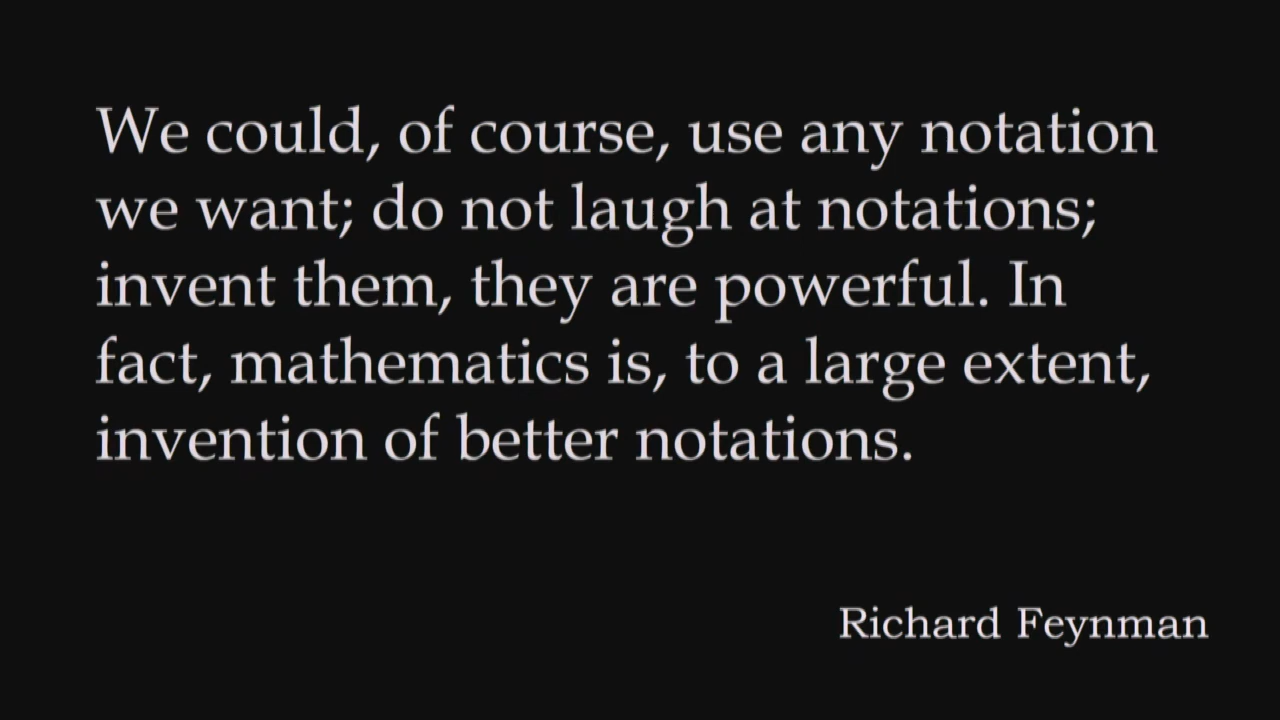 We could, of course, use any notation
we want; do not laugh at notations;
invent them, they are powerful. In
fact, mathematics is, to a large extent,
invention of better notations.
Richard Feynman